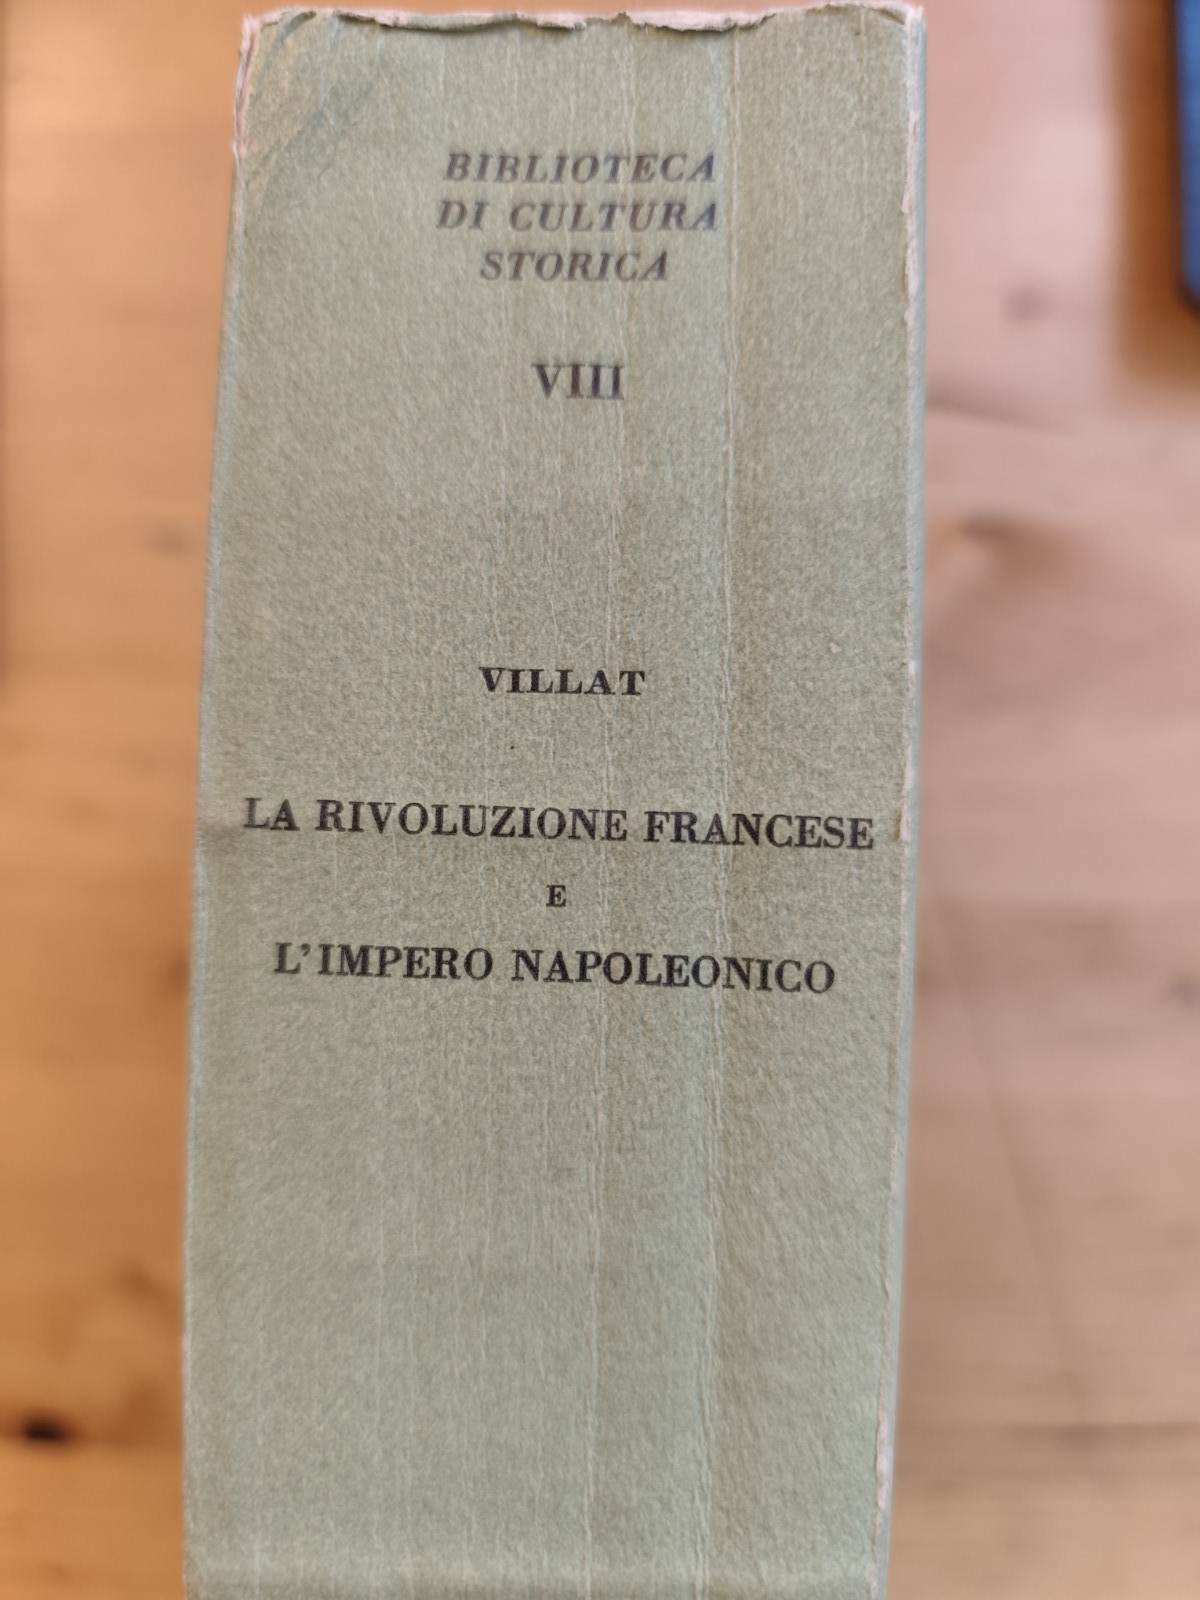 BIBLIOTECA
DI CULTURA
STORICA
VIII
VILLAT
LA RIVOLUZIONE FRANCESE
E
L'IMPERO NAPOLEONICO